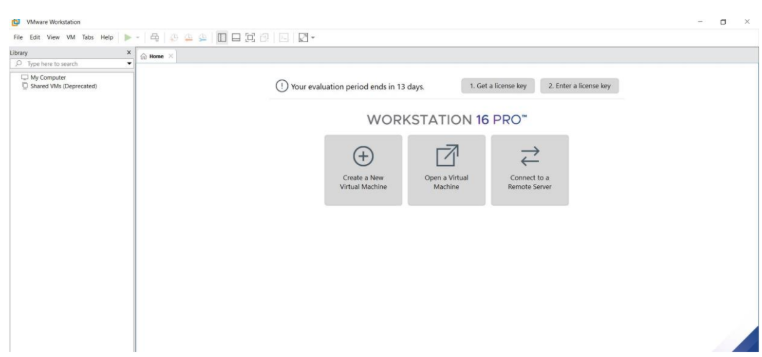 VMware Workstation
File Edit View VM Tabs Help
Library
Type here to search
My Computer
Shared VMs (Deprecated)
Home
Your evaluation period ends in 13 days.
1. Get a license key
2. Enter a license key
WORKSTATION 16 PRO™
Create a New
Virtual Machine
Open a Virtual
Machine
Connect to a
Remote Server